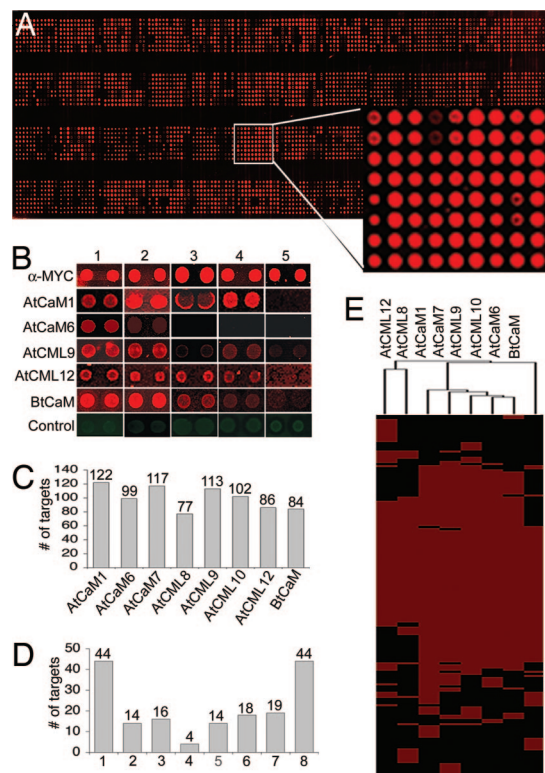 A
B
1 2 3 4 5
α-MYC
AtCaM1
AtCaM6
AtCML9
AtCML12
BtCaM
Control
C
# of targets
140
120
100
80
60
40
20
0
122 99 117 77 113 102 86 84
AtCaM1 AtCaM6 AtCaM7 AtCML8 AtCML9 AtCML10 AtCML12 BtCaM
D
# of targets
50
40
30
20
10
0
44 14 16 4 14 18 19 44
1 2 3 4 5 6 7 8
E
AtCML12 AtCML8 AtCaM1 AtCaM7 AtCML9 AtCML10 AtCaM6 BtCaM